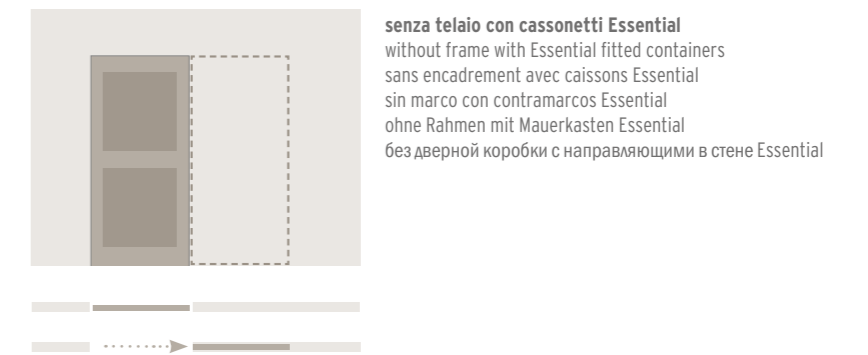 senza telaio con cassonetti Essential
without frame with Essential fitted containers
sans encadrement avec caissons Essential
sin marco con contramarcos Essential
ohne Rahmen mit Mauerkasten Essential
без дверной коробки с направляющими в стене Essential